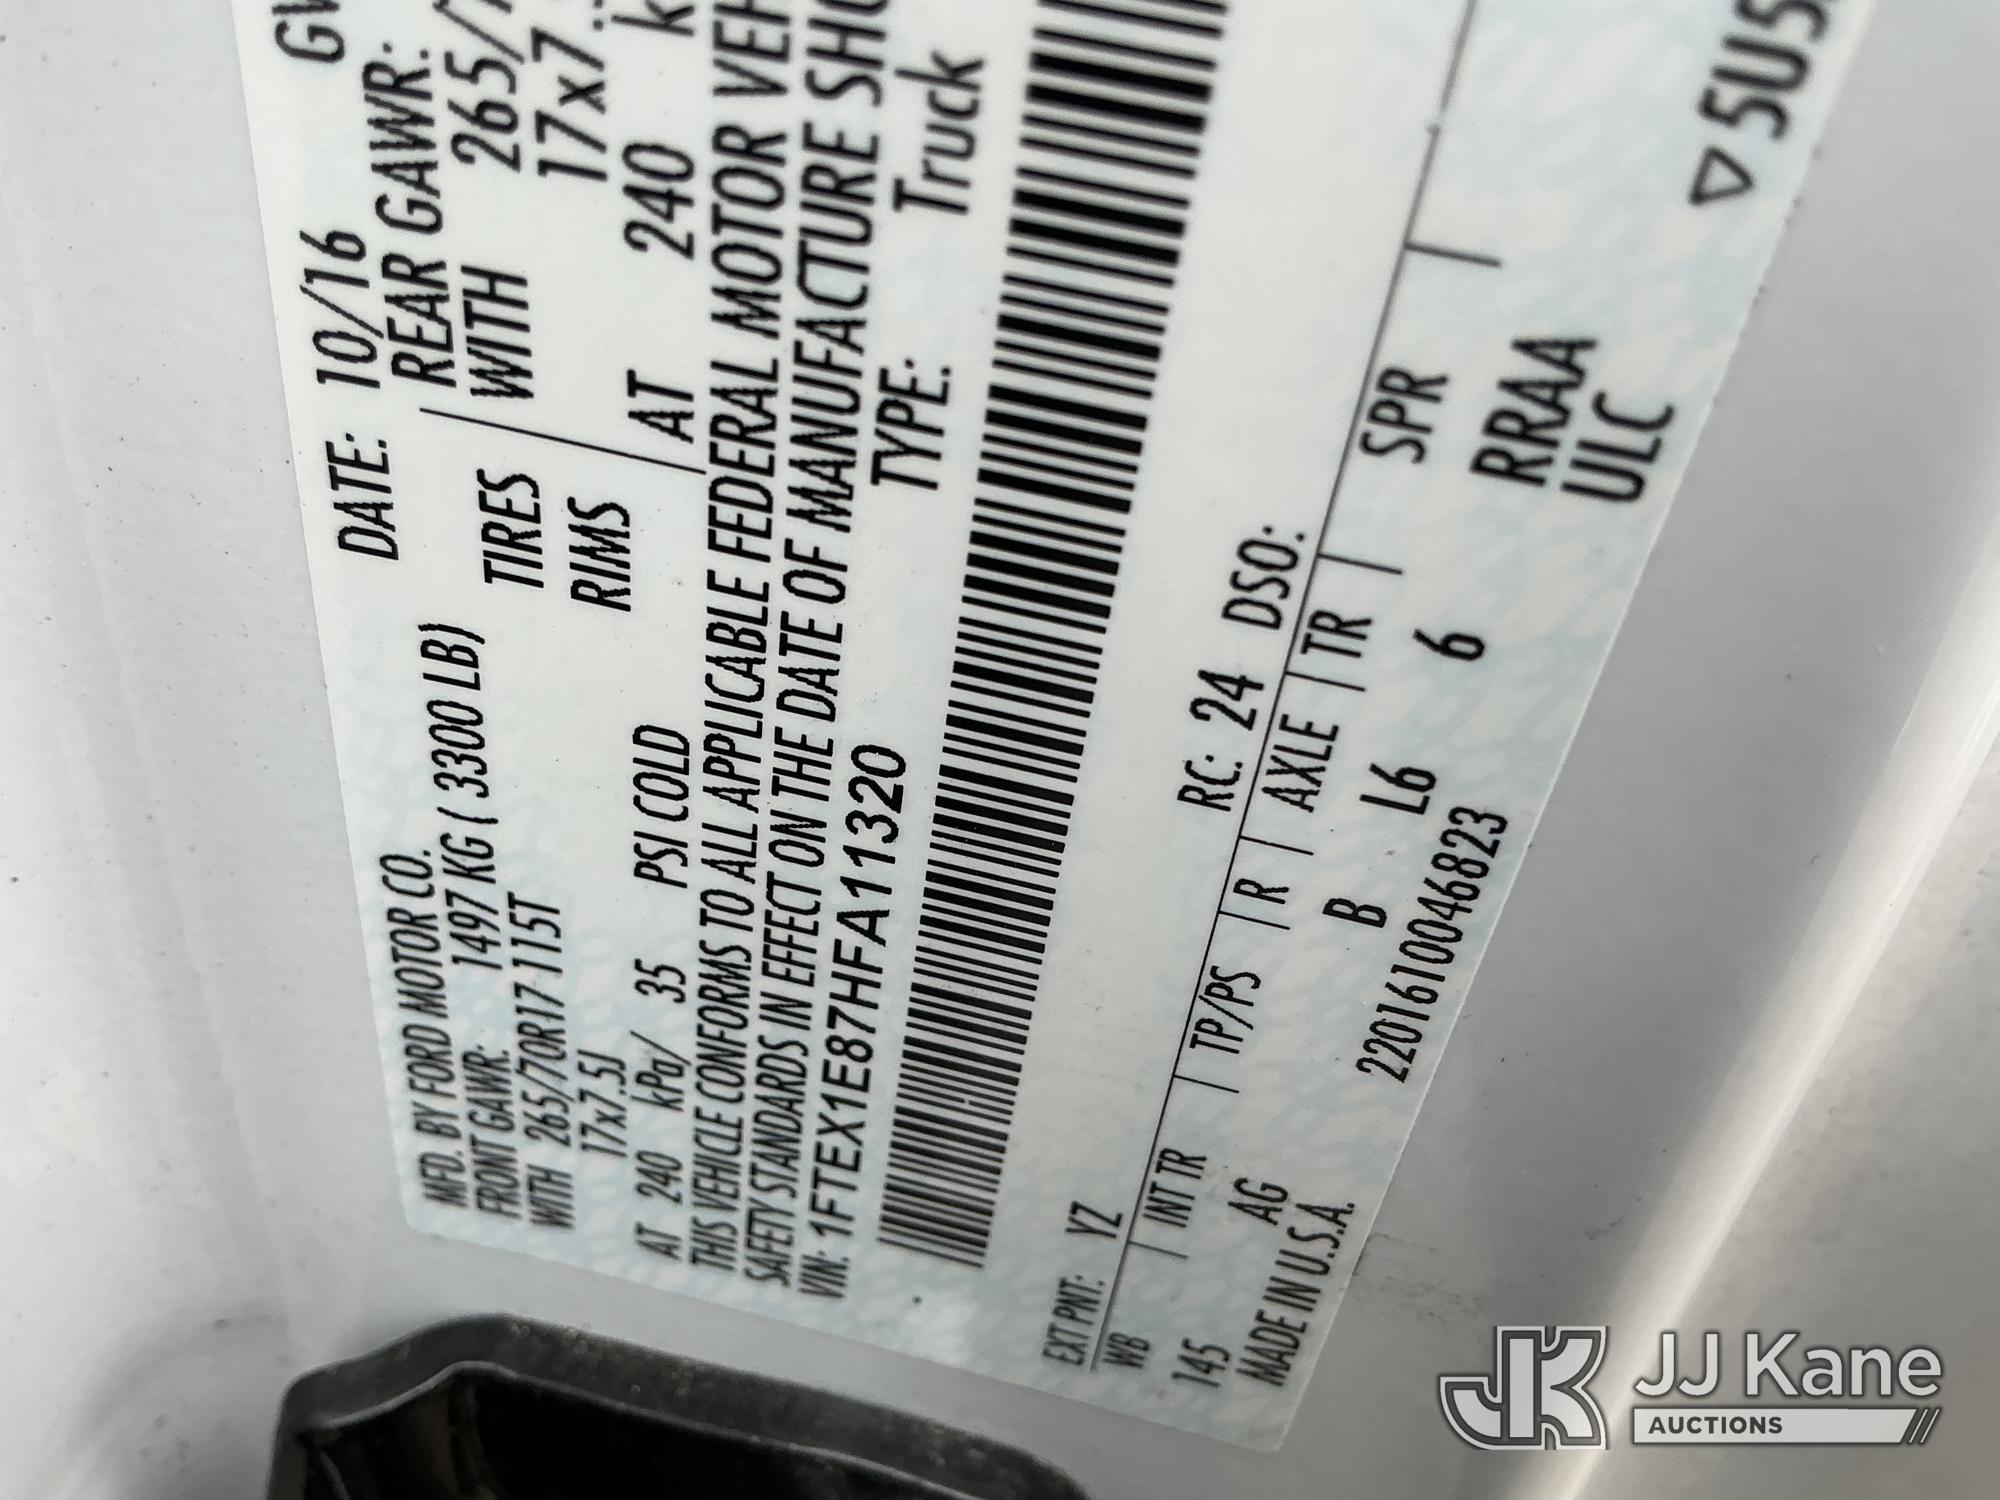 MFD. BY FORD MOTOR CO. DATE: 10/16
FRONT GAWR: 1497 KG ( 3300 LB) REAR GAWR:
WITH 265/70R17 115T TIRES WITH 265/
17x7.5J RIMS 17x7
AT 240 kPa/ 35 PSI COLD AT 240
THIS VEHICLE CONFORMS TO ALL APPLICABLE FEDERAL MOTOR
SAFETY STANDARDS IN EFFECT ON THE DATE OF MANUFACTURE
VIN: 1FTEX1E87HFA11320 TYPE: Truck
EXT PNT: YZ RC: 24 DSO:
WB INT TR TP/PS R AXLE TR SPR
145 AG B L6 6 RRAA
MADE IN U.S.A. 2201610046823 ULC
JK JJ Kane
AUCTIONS